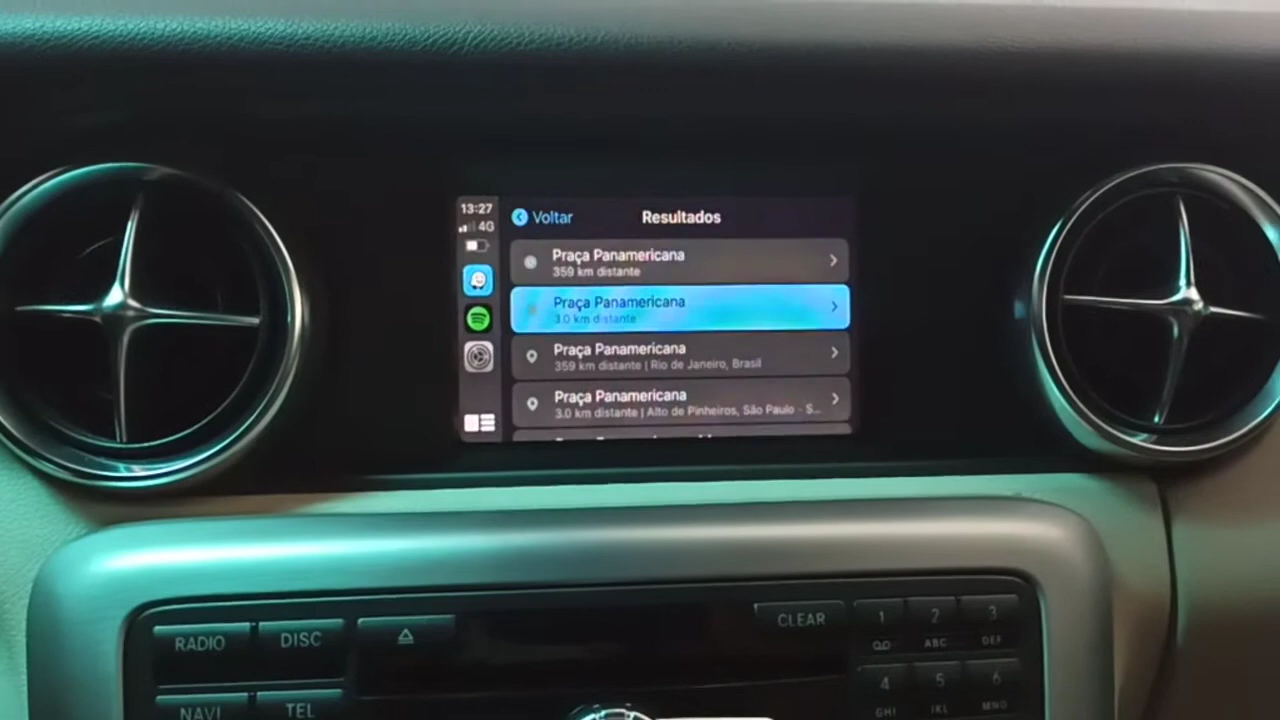 13:27
4G
Voltar
Resultados
Praça Panamericana
359 km distante
Praça Panamericana
3.0 km distante
Praça Panamericana
359 km distante | Rio de Janeiro, Brasil
Praça Panamericana
3.0 km distante | Alto de Pinheiros, São Paulo - S...
RADIO
DISC
CLEAR
1
2
3
ABC
DEF
NAVI
TEL
4
5
6
GHI
JKL
MNO